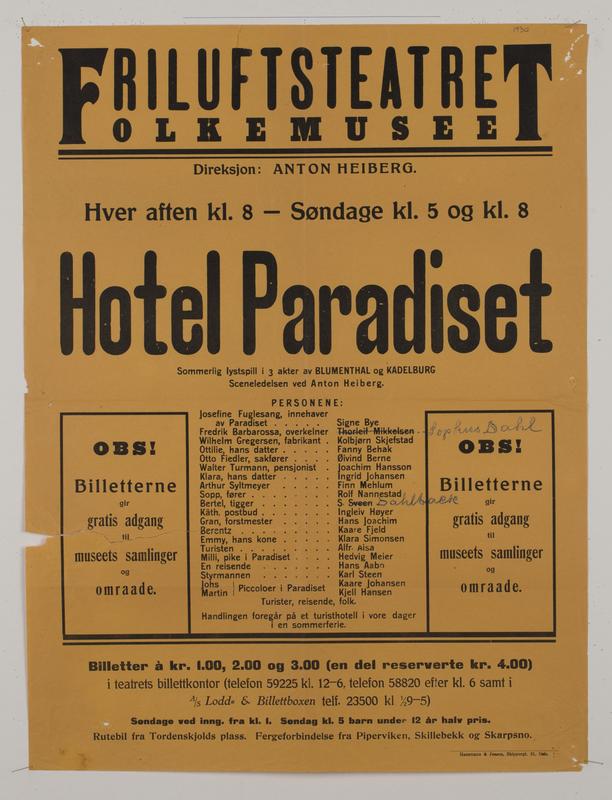 1930
FRILUFTSTEATRET
FOLKEMUSEET
Direksjon: ANTON HEIBERG.
Hver aften kl. 8 — Søndage kl. 5 og kl. 8
Hotel Paradiset
Sommerlig lystspill i 3 akter av BLUMENTHAL og KADELBURG
Sceneledelsen ved Anton Heiberg.
PERSONENE:
Josefine Fuglesang, innehaver
av Paradiset . . . . . Signe Bye
Fredrik Barbarossa, overkelner Thorleif Mikkelsen Sophus Dahl
Wilhelm Gregersen, fabrikant . Kolbjørn Skjefstad
Ottilie, hans datter . . . . . Fanny Behak
Otto Fiedler, sakfører . . . . Øivind Berne
Walter Turmann, pensjonist . Joachim Hansson
Klara, hans datter . . . . . Ingrid Johansen
Arthur Syltmeyer . . . . . Finn Mehlum
Sopp, fører . . . . . Rolf Nannestad
Bertel, tigger . . . . . S Sveen Dahlback
Käth. postbud . . . . . Ingleiv Høyer
Gran, forstmester . . . . . Hans Joachim
Berentz . . . . . Kaare Fjeld
Emmy, hans kone . . . . . Klara Simonsen
Turisten . . . . . Alfr. Aisa
Milli, pike i Paradiset . . . . Hedvig Meier
En reisende . . . . . Hans Aabn
Styrmannen . . . . . Karl Steen
Johs } Piccoloer i Paradiset Kaare Johansen
Martin } Kjell Hansen
Turister, reisende, folk.
Handlingen foregår på et turisthotell i vore dager
i en sommerferie.
OBS!
Billetterne
gir
gratis adgang
til
museets samlinger
og
omraade.
OBS!
Billetterne
gir
gratis adgang
til
museets samlinger
og
omraade.
Billetter à kr. 1.00, 2.00 og 3.00 (en del reserverte kr. 4.00)
i teatrets billettkontor (telefon 59225 kl. 12–6, telefon 58820 efter kl. 6 samt i
A/s Lodd- & Billettboxen telf. 23500 kl ½9–5)
Søndage ved inng. fra kl. 1. Søndag kl. 5 barn under 12 år halv pris.
Rutebil fra Tordenskjolds plass. Fergeforbindelse fra Piperviken, Skillebekk og Skarpsno.